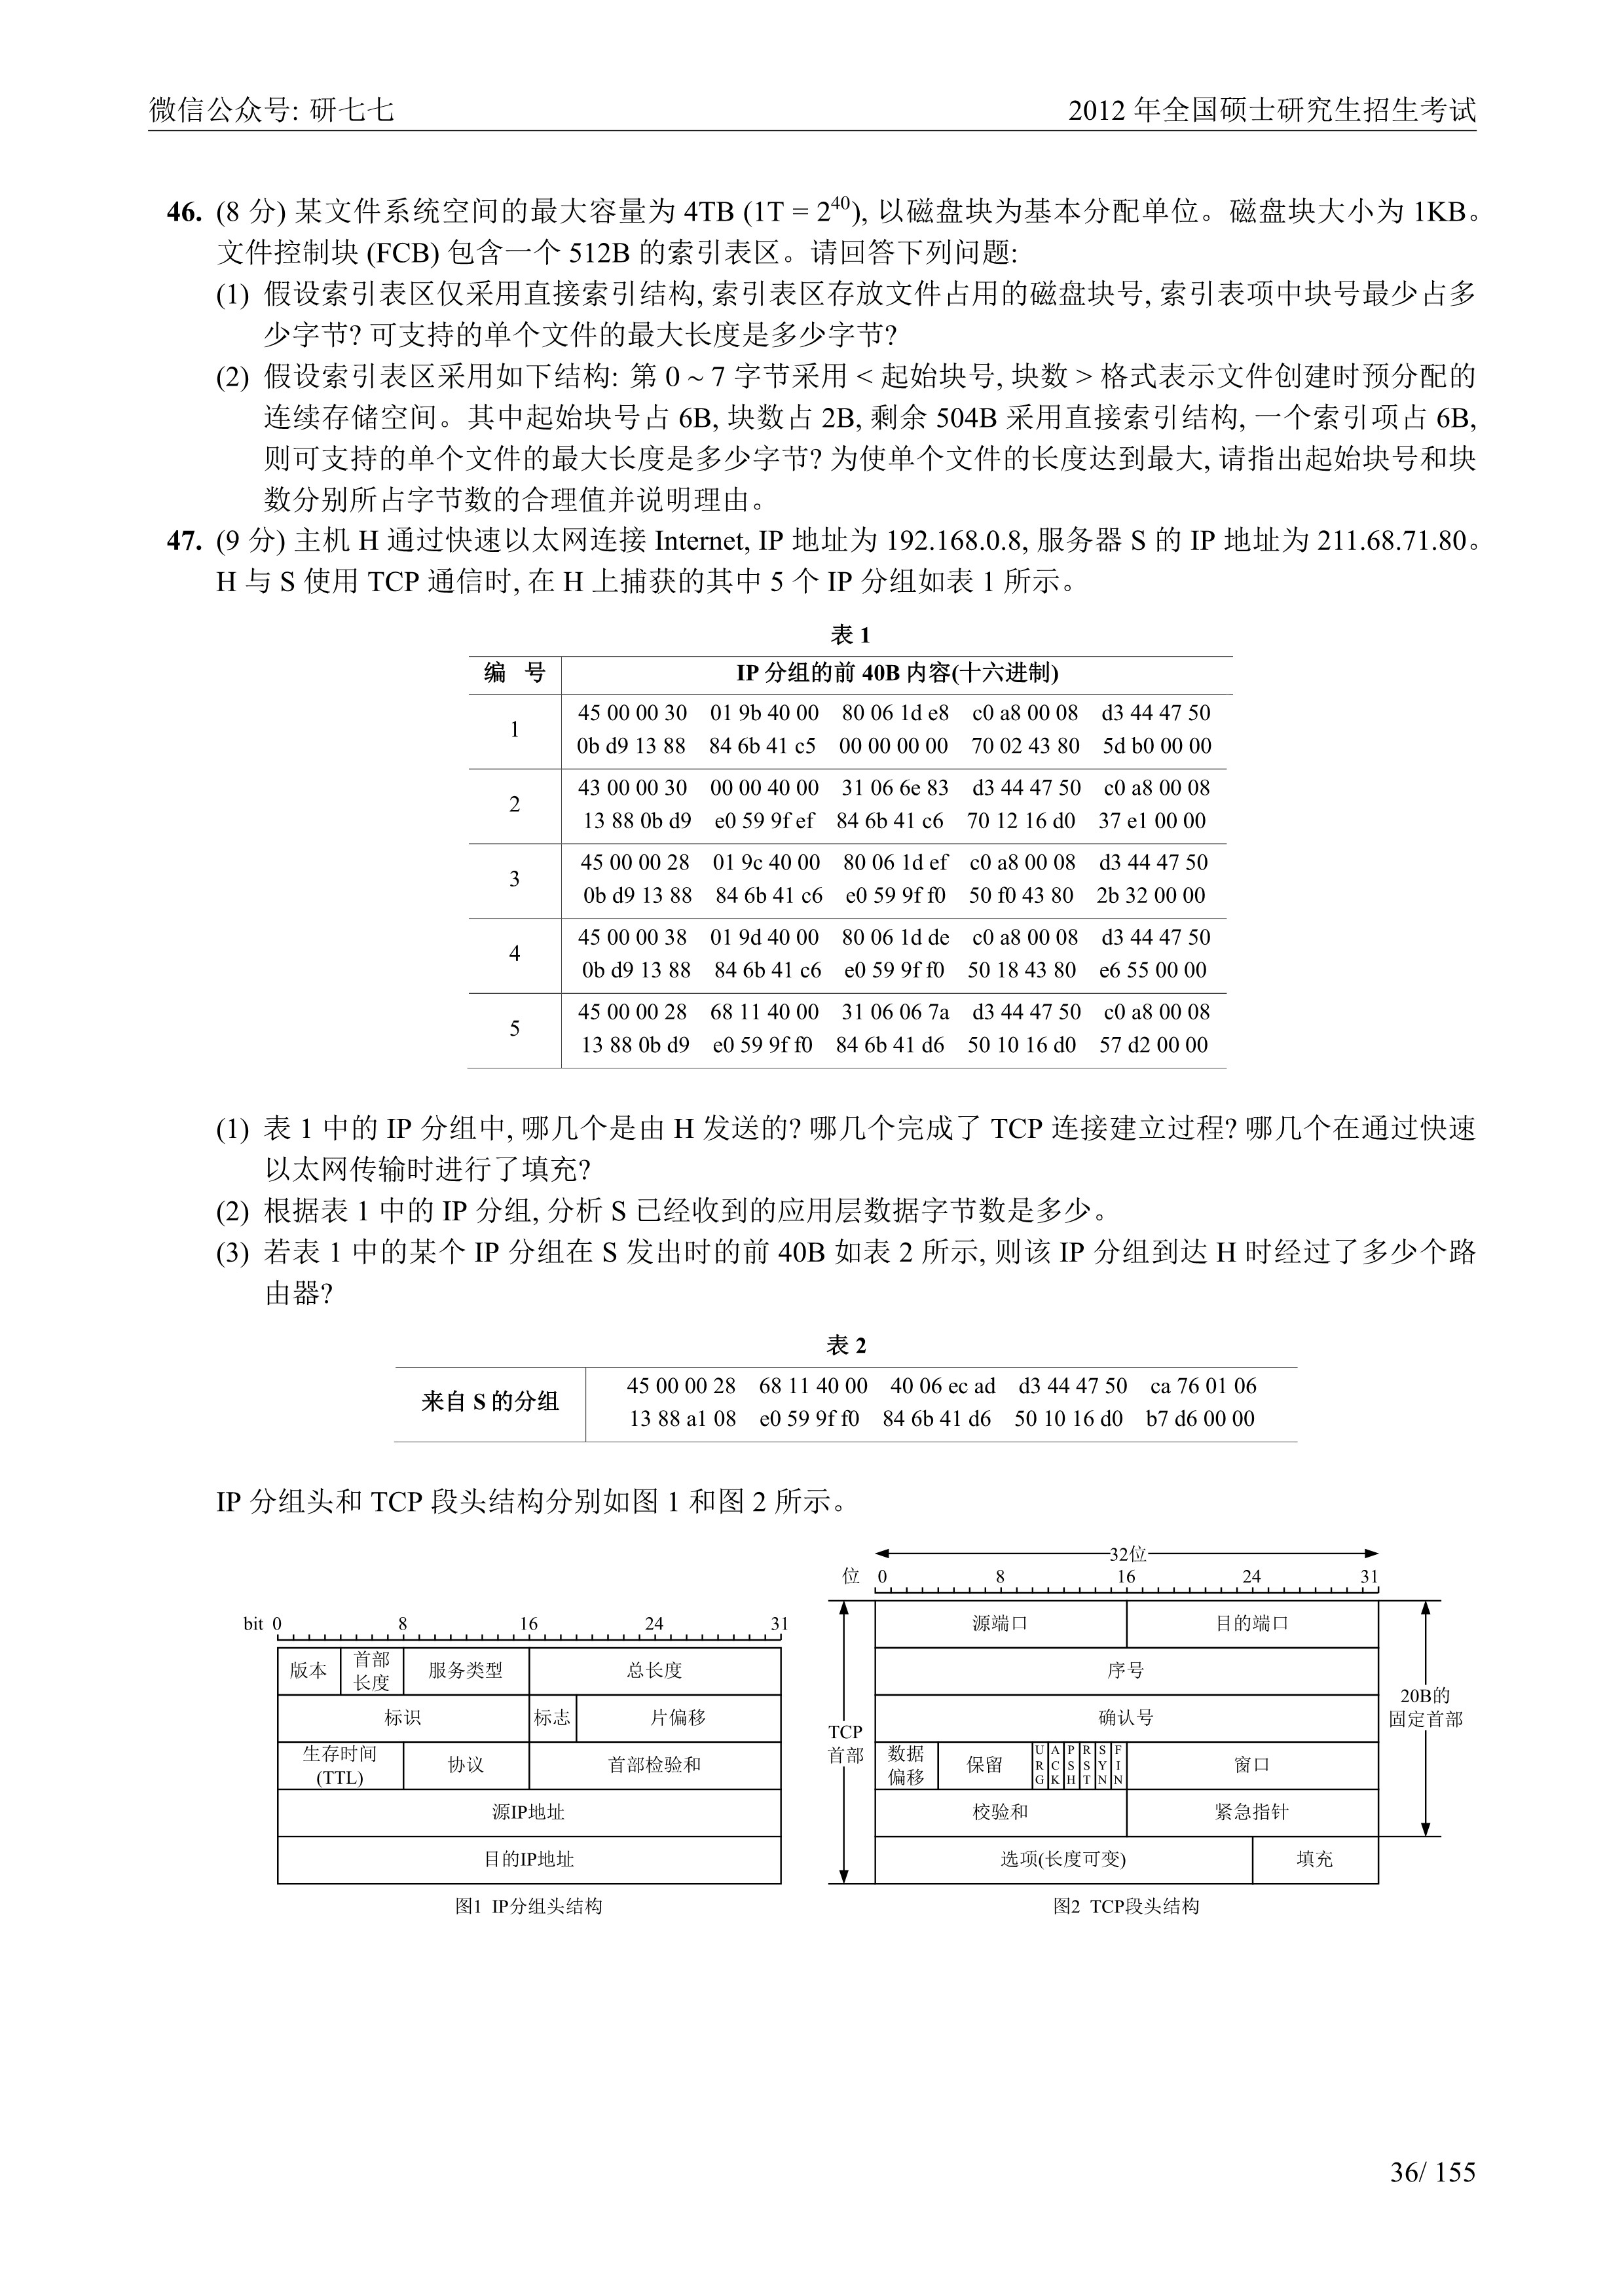 微信公众号: 研七七
2012 年全国硕士研究生招生考试
46. (8 分) 某文件系统空间的最大容量为 4TB (1T = 2^40), 以磁盘块为基本分配单位。磁盘块大小为 1KB。
文件控制块 (FCB) 包含一个 512B 的索引表区。请回答下列问题:
(1) 假设索引表区仅采用直接索引结构, 索引表区存放文件占用的磁盘块号, 索引表项中块号最少占多
少字节? 可支持的单个文件的最大长度是多少字节?
(2) 假设索引表区采用如下结构: 第 0 ~ 7 字节采用 < 起始块号, 块数 > 格式表示文件创建时预分配的
连续存储空间。其中起始块号占 6B, 块数占 2B, 剩余 504B 采用直接索引结构, 一个索引项占 6B,
则可支持的单个文件的最大长度是多少字节? 为使单个文件的长度达到最大, 请指出起始块号和块
数分别所占字节数的合理值并说明理由。
47. (9 分) 主机 H 通过快速以太网连接 Internet, IP 地址为 192.168.0.8, 服务器 S 的 IP 地址为 211.68.71.80。
H 与 S 使用 TCP 通信时, 在 H 上捕获的其中 5 个 IP 分组如表 1 所示。
表 1
编 号 IP 分组的前 40B 内容(十六进制)
1
45 00 00 30 01 9b 40 00 80 06 1d e8 c0 a8 00 08 d3 44 47 50
0b d9 13 88 84 6b 41 c5 00 00 00 00 70 02 43 80 5d b0 00 00
2
43 00 00 30 00 00 40 00 31 06 6e 83 d3 44 47 50 c0 a8 00 08
13 88 0b d9 e0 59 9f ef 84 6b 41 c6 70 12 16 d0 37 e1 00 00
3
45 00 00 28 01 9c 40 00 80 06 1d ef c0 a8 00 08 d3 44 47 50
0b d9 13 88 84 6b 41 c6 e0 59 9f f0 50 f0 43 80 2b 32 00 00
4
45 00 00 38 01 9d 40 00 80 06 1d de c0 a8 00 08 d3 44 47 50
0b d9 13 88 84 6b 41 c6 e0 59 9f f0 50 18 43 80 e6 55 00 00
5
45 00 00 28 68 11 40 00 31 06 06 7a d3 44 47 50 c0 a8 00 08
13 88 0b d9 e0 59 9f f0 84 6b 41 d6 50 10 16 d0 57 d2 00 00
(1) 表 1 中的 IP 分组中, 哪几个是由 H 发送的? 哪几个完成了 TCP 连接建立过程? 哪几个在通过快速
以太网传输时进行了填充?
(2) 根据表 1 中的 IP 分组, 分析 S 已经收到的应用层数据字节数是多少。
(3) 若表 1 中的某个 IP 分组在 S 发出时的前 40B 如表 2 所示, 则该 IP 分组到达 H 时经过了多少个路
由器?
表 2
来自 S 的分组
45 00 00 28 68 11 40 00 40 06 ec ad d3 44 47 50 ca 76 01 06
13 88 a1 08 e0 59 9f f0 84 6b 41 d6 50 10 16 d0 b7 d6 00 00
IP 分组头和 TCP 段头结构分别如图 1 和图 2 所示。
bit 0 8 16 24 31
版本 首部长度 服务类型 总长度
标识 标志 片偏移
生存时间(TTL) 协议 首部检验和
源IP地址
目的IP地址
图1 IP分组头结构
32位
位 0 8 16 24 31
源端口 目的端口
序号
确认号
数据偏移 保留 URG ACK PSH RST SYN FIN 窗口
校验和 紧急指针
选项(长度可变) 填充
TCP
首部
20B的
固定首部
图2 TCP段头结构
36/ 155